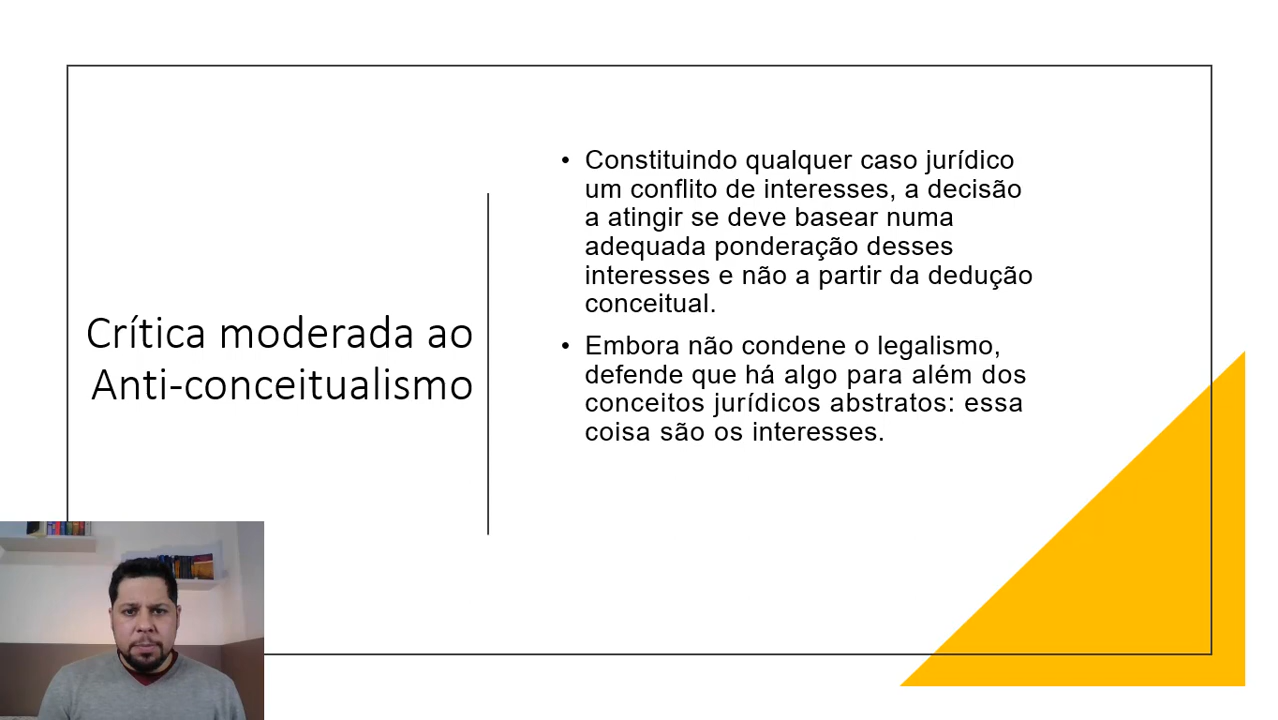 Crítica moderada ao
Anti-conceitualismo
• Constituindo qualquer caso jurídico
um conflito de interesses, a decisão
a atingir se deve basear numa
adequada ponderação desses
interesses e não a partir da dedução
conceitual.
• Embora não condene o legalismo,
defende que há algo para além dos
conceitos jurídicos abstratos: essa
coisa são os interesses.